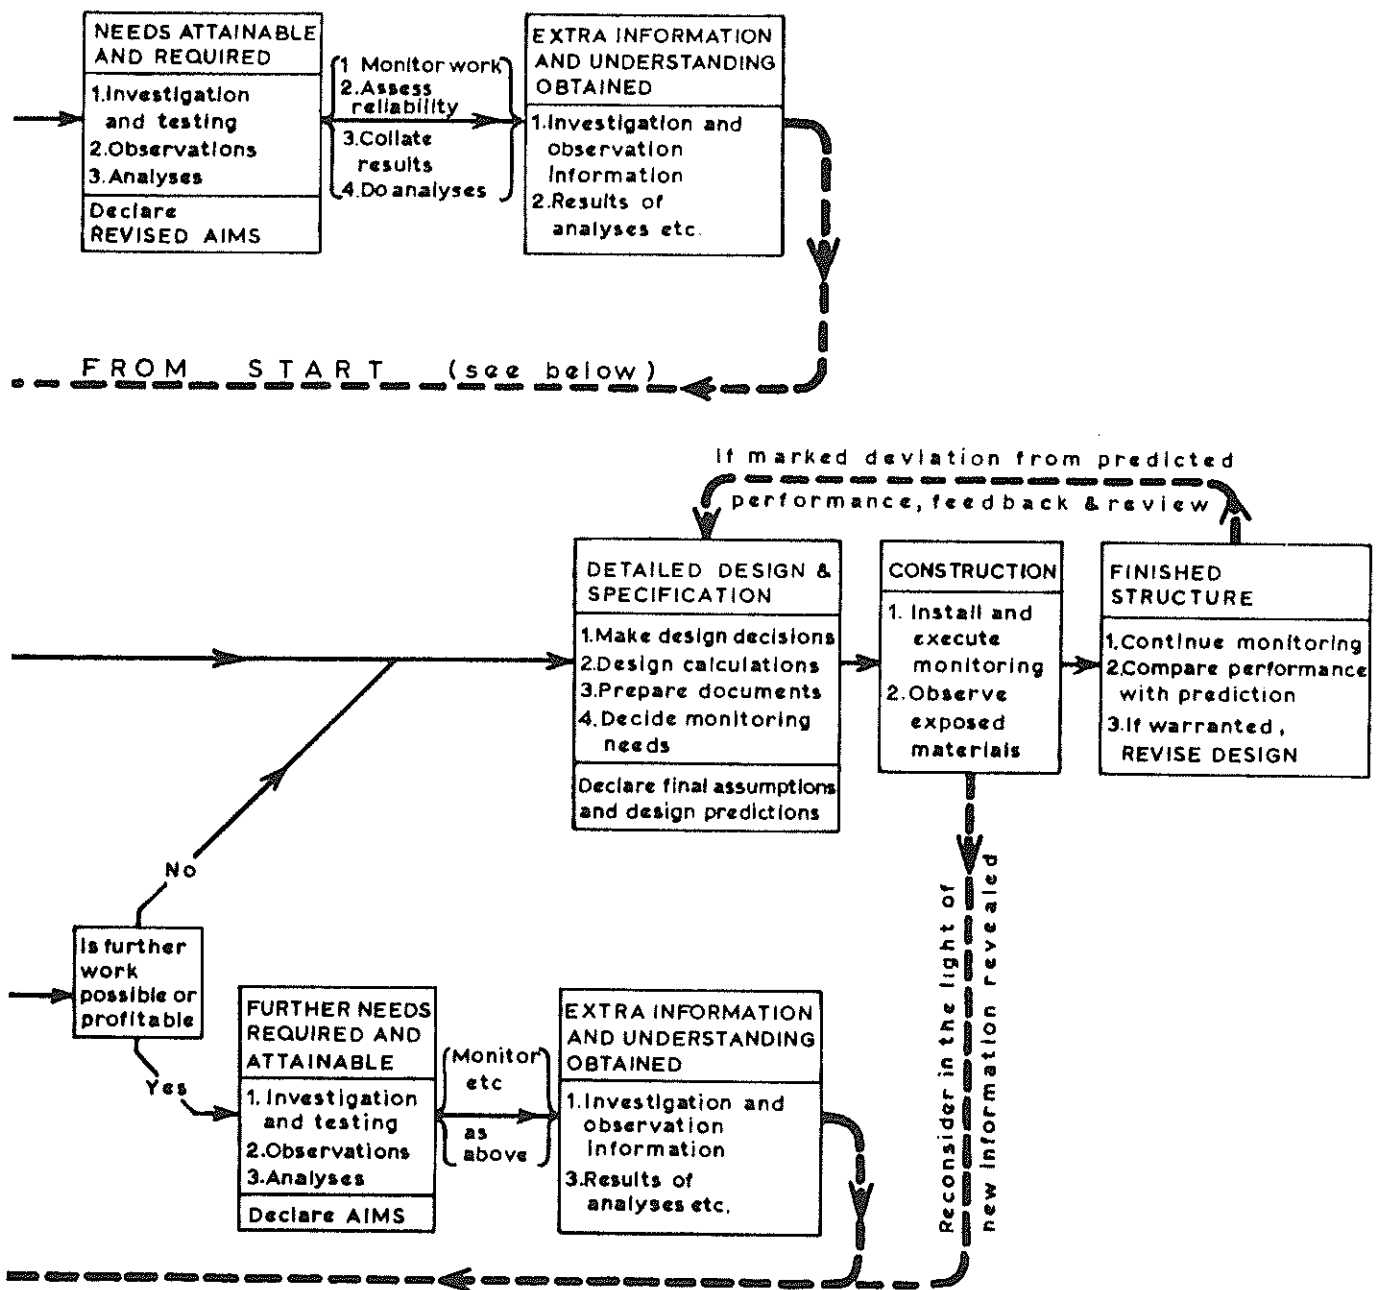 NEEDS ATTAINABLE
AND REQUIRED
1.Investigation
and testing
2.Observations
3.Analyses
Declare
REVISED AIMS
1 Monitor work
2.Assess
reliability
3.Collate
results
4.Do analyses
EXTRA INFORMATION
AND UNDERSTANDING
OBTAINED
1.Investigation and
observation
Information
2.Results of
analyses etc.
FROM START (see below)
If marked deviation from predicted
performance, feedback & review
DETAILED DESIGN &
SPECIFICATION
1.Make design decisions
2.Design calculations
3.Prepare documents
4.Decide monitoring
needs
Declare final assumptions
and design predictions
CONSTRUCTION
1. Install and
execute
monitoring
2. Observe
exposed
materials
FINISHED
STRUCTURE
1.Continue monitoring
2.Compare performance
with prediction
3.If warranted,
REVISE DESIGN
No
Is further
work
possible or
profitable
Yes
FURTHER NEEDS
REQUIRED AND
ATTAINABLE
1. Investigation
and testing
2.Observations
3.Analyses
Declare AIMS
Monitor
etc
as
above
EXTRA INFORMATION
AND UNDERSTANDING
OBTAINED
1.Investigation and
observation
Information
3.Results of
analyses etc.
Reconsider in the light of
new information revealed